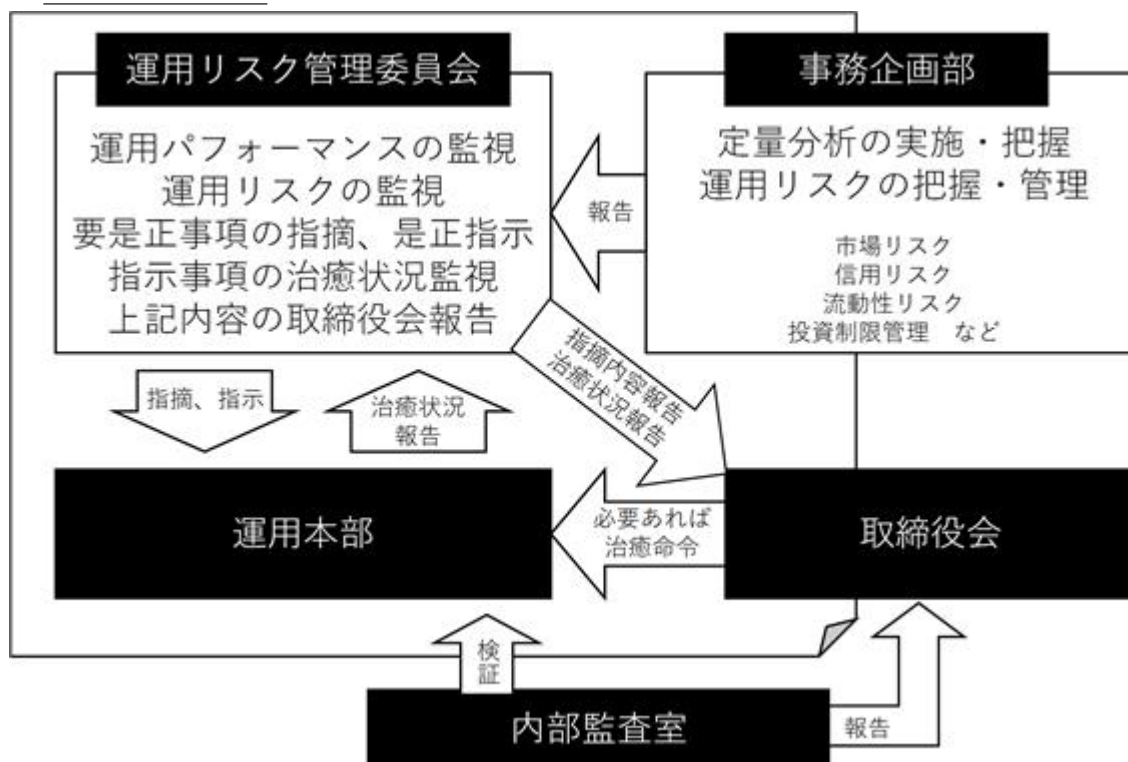 運用リスク管理委員会
運用パフォーマンスの監視
運用リスクの監視
要是正事項の指摘、是正指示
指示事項の治癒状況監視
上記内容の取締役会報告
事務企画部
定量分析の実施・把握
運用リスクの把握・管理
市場リスク
信用リスク
流動性リスク
投資制限管理　など
報告
指摘内容報告
治癒状況報告
指摘、指示
治癒状況
報告
運用本部
必要あれば
治癒命令
取締役会
検証
内部監査室
報告